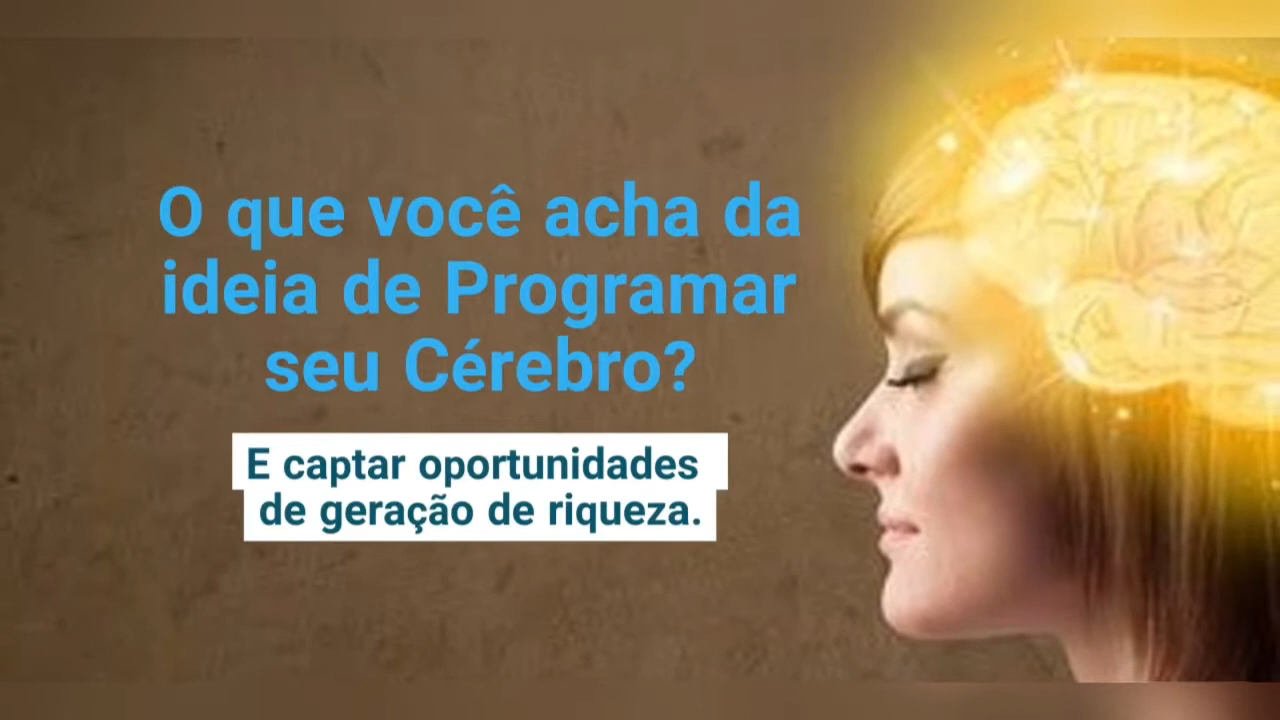 O que você acha da
ideia de Programar
seu Cérebro?
E captar oportunidades
de geração de riqueza.